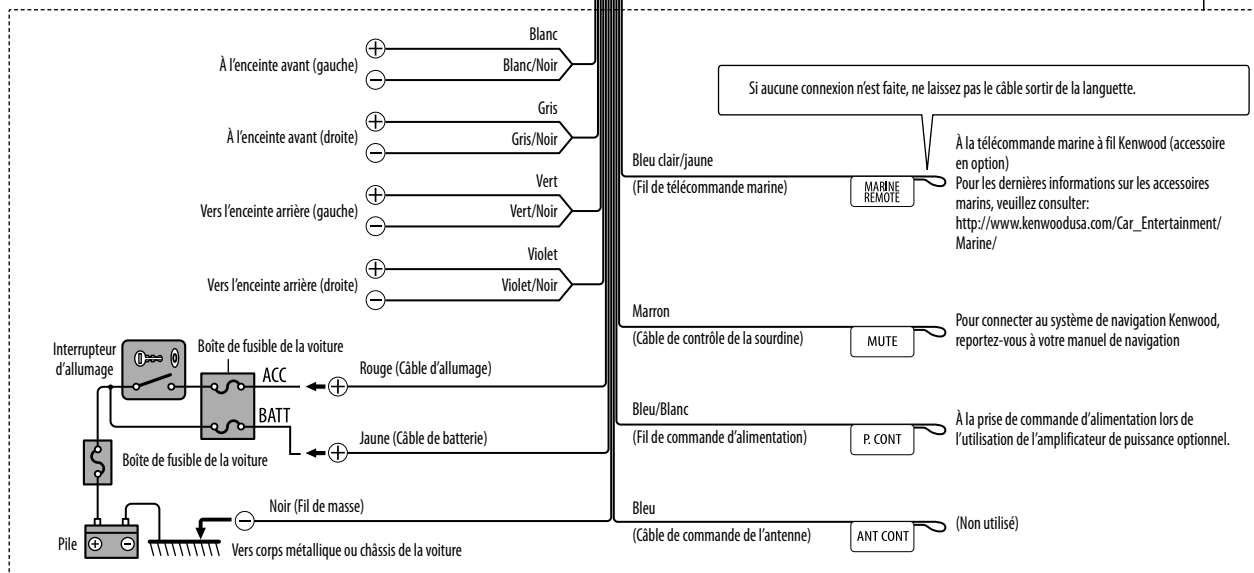 Blanc
À l'enceinte avant (gauche)
Blanc/Noir
Gris
À l'enceinte avant (droite)
Gris/Noir
Vert
Vers l'enceinte arrière (gauche)
Vert/Noir
Violet
Vers l'enceinte arrière (droite)
Violet/Noir
Interrupteur
d'allumage
Boîte de fusible de la voiture
ACC
Rouge (Câble d'allumage)
BATT
Jaune (Câble de batterie)
Boîte de fusible de la voiture
Noir (Fil de masse)
Pile
Vers corps métallique ou châssis de la voiture
Si aucune connexion n'est faite, ne laissez pas le câble sortir de la languette.
Bleu clair/jaune
(Fil de télécommande marine)
MARINE
REMOTE
À la télécommande marine à fil Kenwood (accessoire
en option)
Pour les dernières informations sur les accessoires
marins, veuillez consulter:
http://www.kenwoodusa.com/Car_Entertainment/
Marine/
Marron
(Câble de contrôle de la sourdine)
MUTE
Pour connecter au système de navigation Kenwood,
reportez-vous à votre manuel de navigation
Bleu/Blanc
(Fil de commande d'alimentation)
P. CONT
À la prise de commande d'alimentation lors de
l'utilisation de l'amplificateur de puissance optionnel.
Bleu
(Câble de commande de l'antenne)
ANT CONT
(Non utilisé)